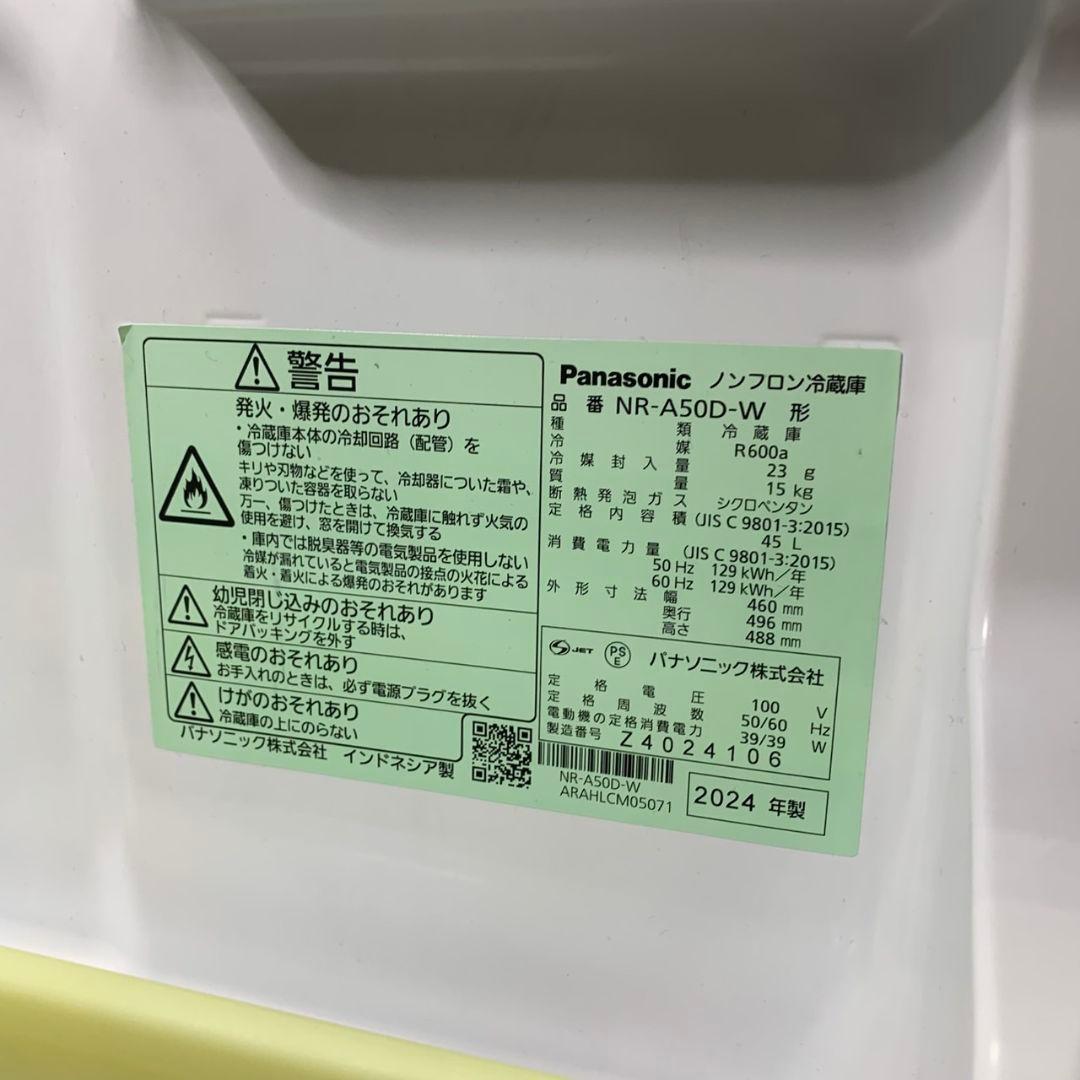 警告
発火・爆発のおそれあり
・冷蔵庫本体の冷却回路（配管）を
傷つけない
キリや刃物などを使って、冷却器についた霜や、
凍りついた容器を取らない
万一、傷つけたときは、冷蔵庫に触れず火気の
使用を避け、窓を開けて換気する
・庫内では脱臭器等の電気製品を使用しない
冷媒が漏れていると電気製品の接点の火花による
着火・着火による爆発のおそれがあります
幼児閉じ込みのおそれあり
冷蔵庫をリサイクルする時は、
ドアパッキングを外す
感電のおそれあり
お手入れのときは、必ず電源プラグを抜く
けがのおそれあり
冷蔵庫の上にのらない
パナソニック株式会社 インドネシア製
Panasonic ノンフロン冷蔵庫
品番 NR-A50D-W 形
種類 冷蔵庫
冷媒 R600a
冷媒封入量 23 g
質量 15 kg
断熱発泡ガス シクロペンタン
定格内容積 (JIS C 9801-3:2015)
45 L
消費電力量 (JIS C 9801-3:2015)
50 Hz 129 kWh/年
60 Hz 129 kWh/年
外形寸法 幅 460 mm
奥行 496 mm
高さ 488 mm
JET PSE パナソニック株式会社
定格電圧 100 V
定格周波数 50/60 Hz
電動機の定格消費電力 39/39 W
製造番号 Z4024106
NR-A50D-W
ARAHLCM05071
2024 年製